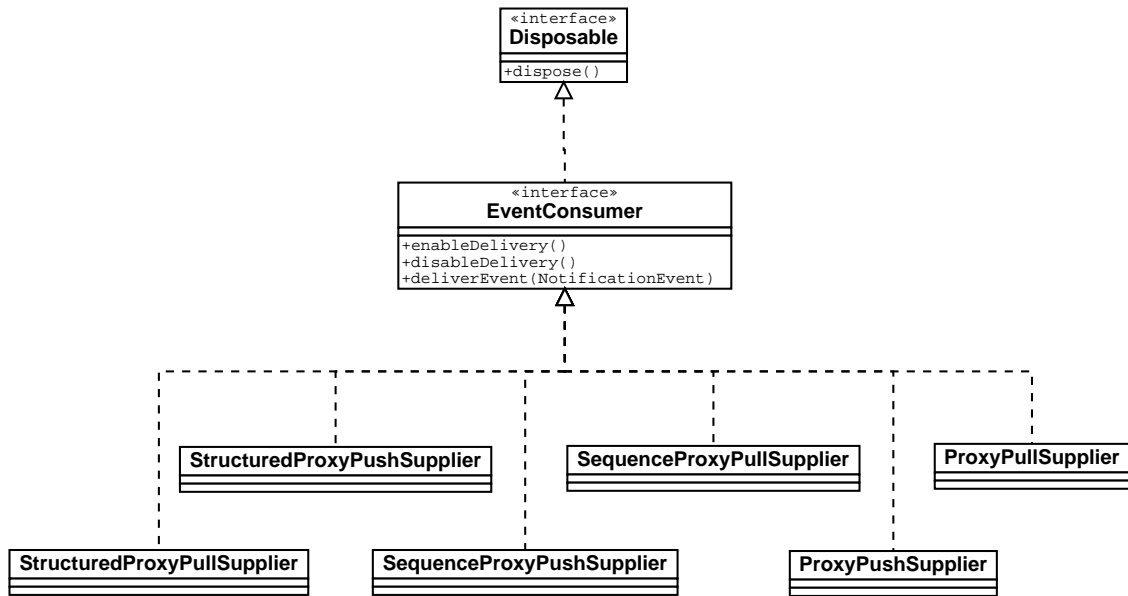 «interface»
Disposable
+dispose()
«interface»
EventConsumer
+enableDelivery()
+disableDelivery()
+deliverEvent(NotificationEvent)
StructuredProxyPushSupplier
SequenceProxyPullSupplier
ProxyPullSupplier
StructuredProxyPullSupplier
SequenceProxyPushSupplier
ProxyPushSupplier